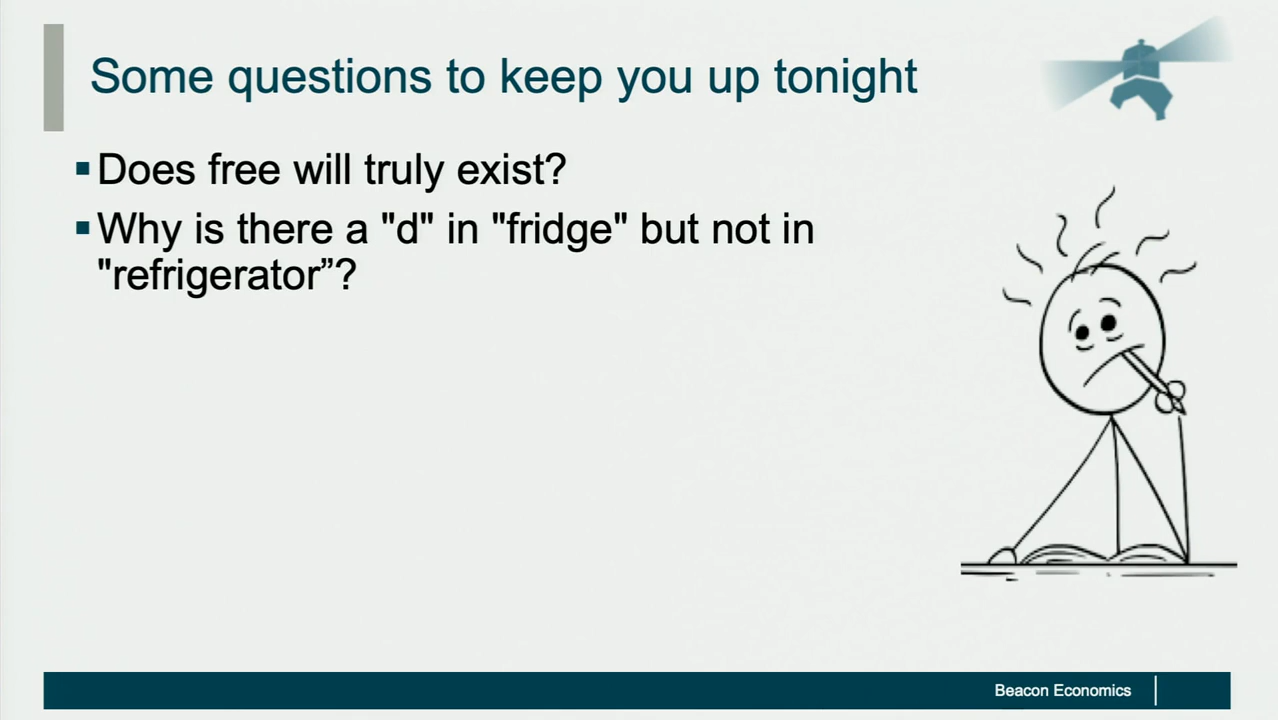 Some questions to keep you up tonight
▪Does free will truly exist?
▪Why is there a "d" in "fridge" but not in
"refrigerator”?
Beacon Economics